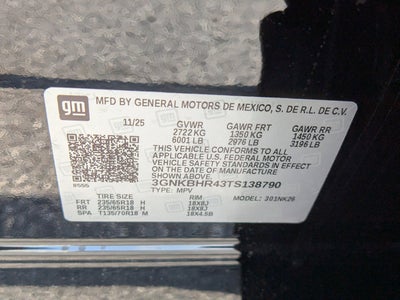 gm
MFD BY GENERAL MOTORS DE MEXICO, S. DE R.L. DE C.V.
11/25 GVWR GAWR FRT GAWR RR
2722 KG 1350 KG 1450 KG
6001 LB 2976 LB 3196 LB
THIS VEHICLE CONFORMS TO ALL
APPLICABLE U.S. FEDERAL MOTOR
VEHICLE SAFETY STANDARDS IN
EFFECT ON THE DATE OF
MANUFACTURE SHOWN ABOVE.
3GNKBHR43TS138790
TYPE: MPV
TIRE SIZE RIM MODEL: 301NK26
FRT 235/65R18 H 18X8J
RR 235/65R18 H 18X8J
SPA T135/70R18 M 18X4.5B